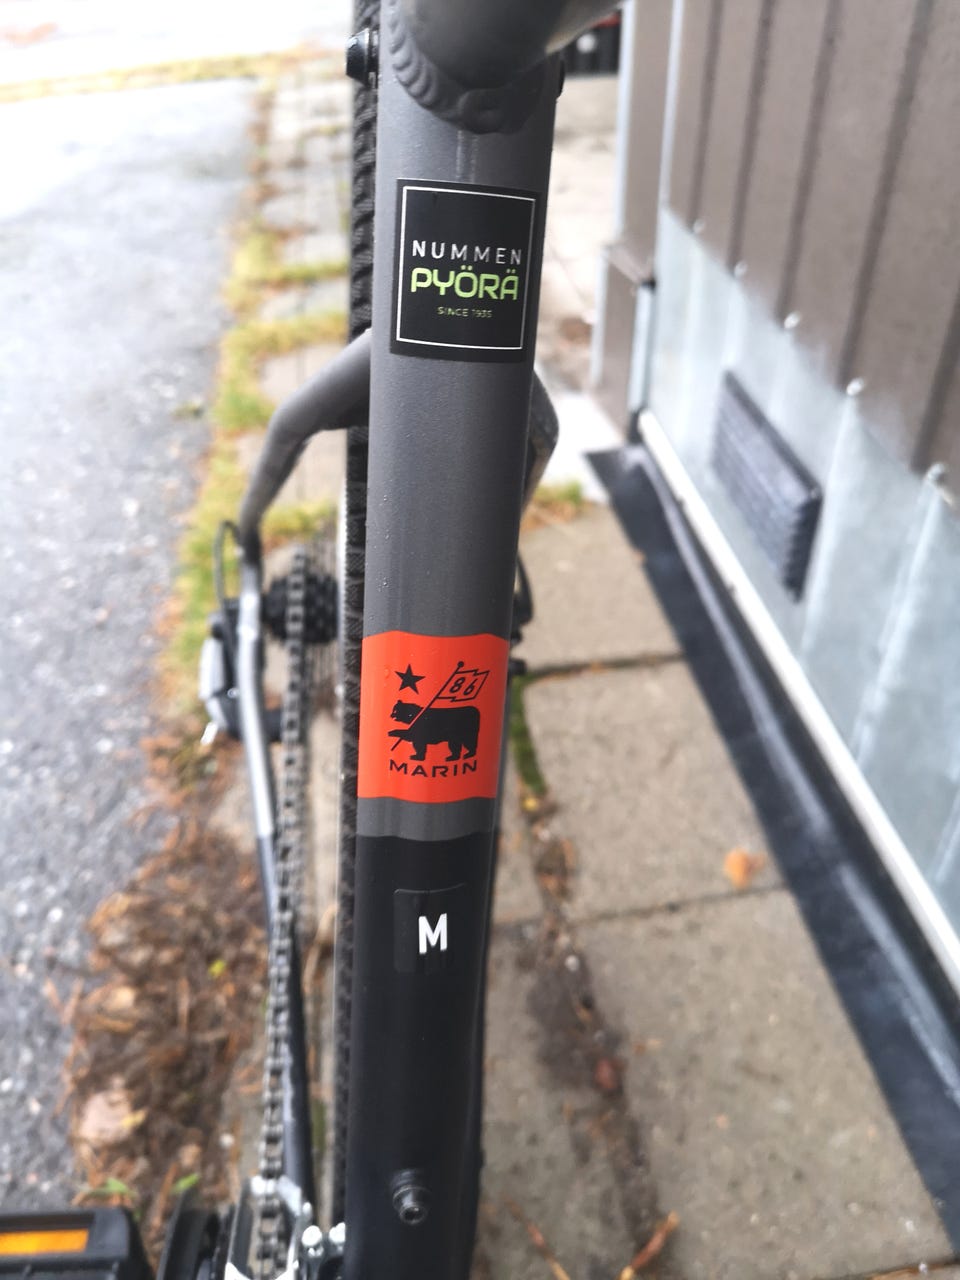 NUMMEN
PYÖRÄ
SINCE 1935
86
MARIN
M